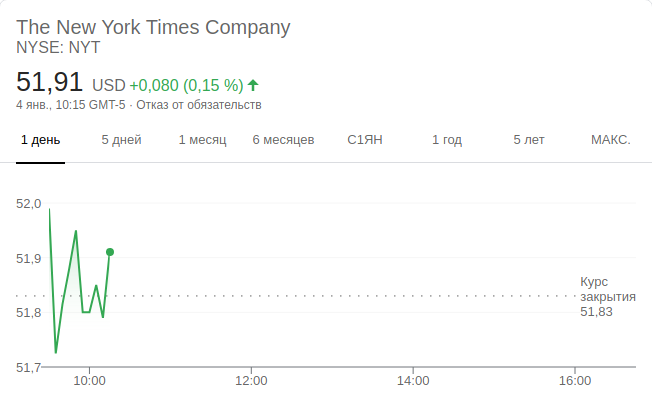 The New York Times Company
NYSE: NYT
51,91 USD +0,080 (0,15 %)
4 янв., 10:15 GMT-5 · Отказ от обязательств
1 день 5 дней 1 месяц 6 месяцев С1ЯН 1 год 5 лет МАКС.
52,0
51,9
51,8
51,7
Курс
закрытия
51,83
10:00 12:00 14:00 16:00